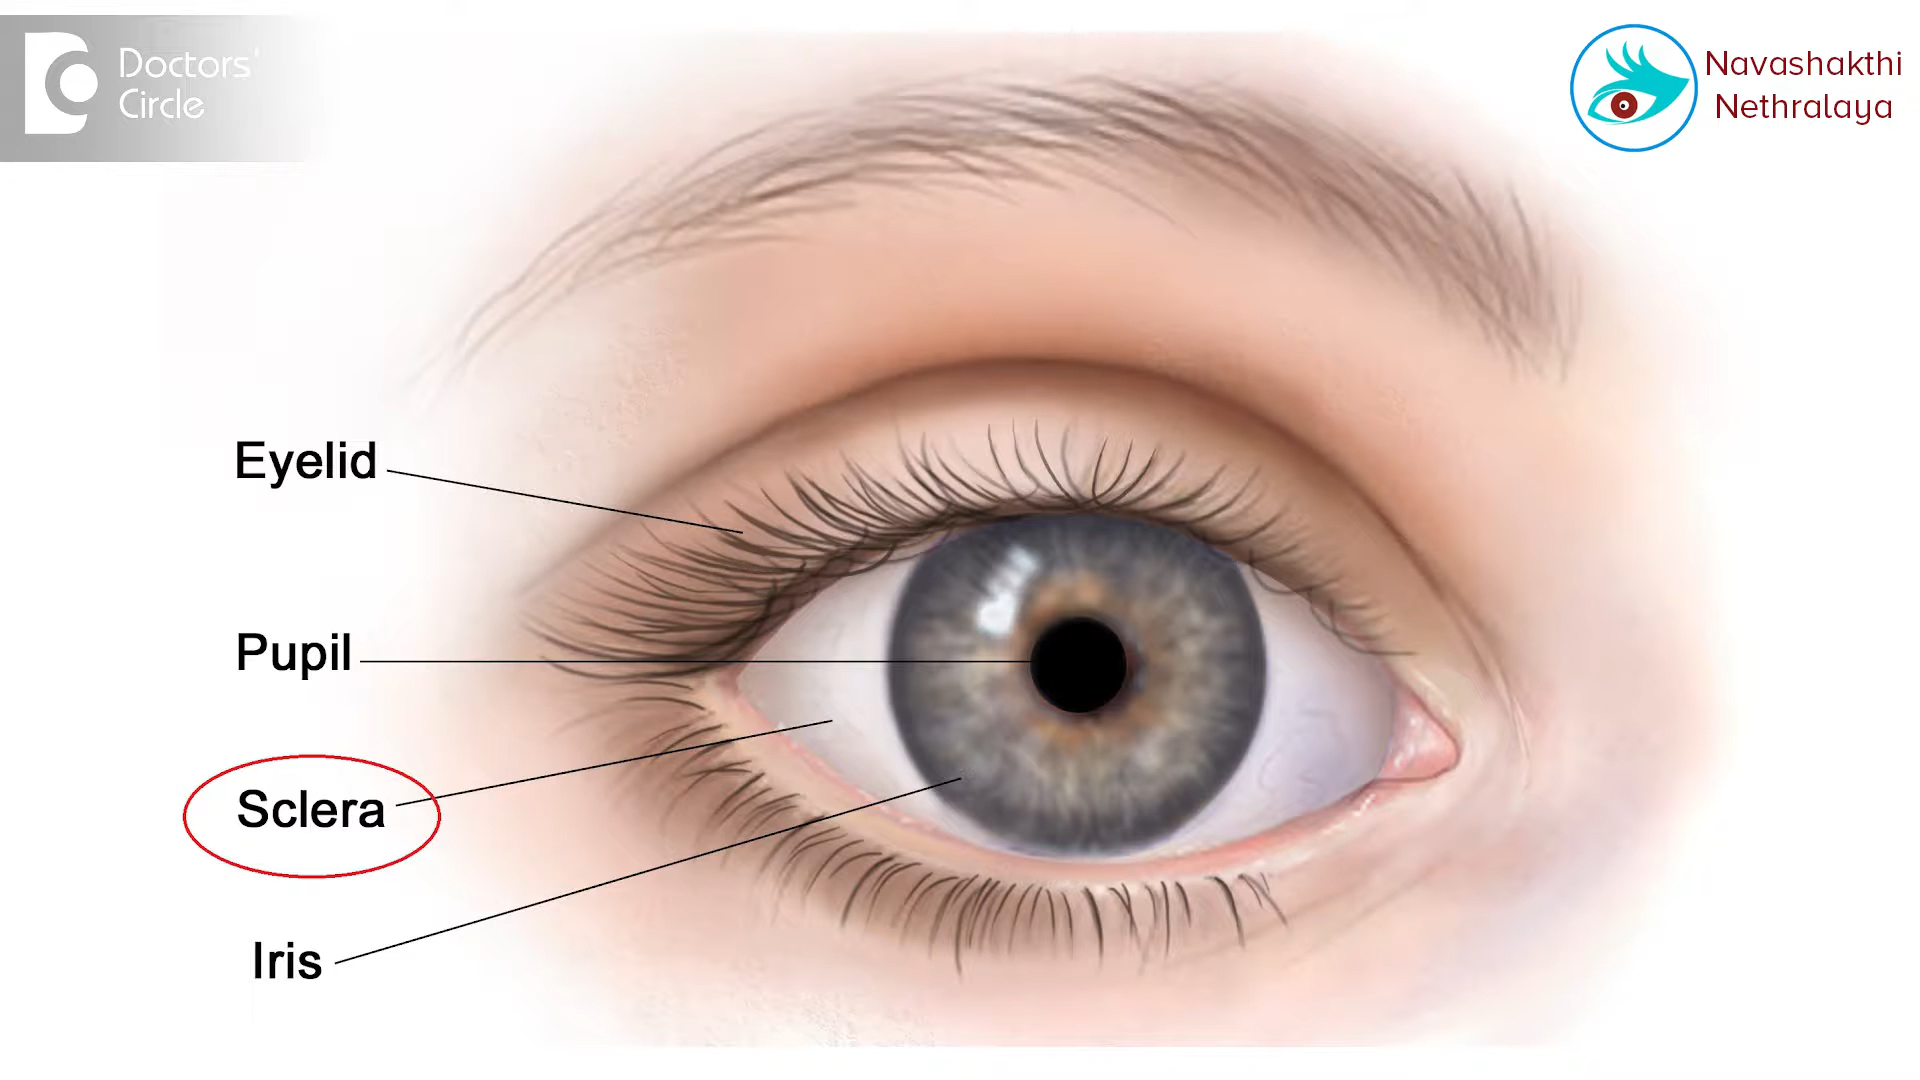 Doctors'
Circle
Navashakthi
Nethralaya
Eyelid
Pupil
Sclera
Iris